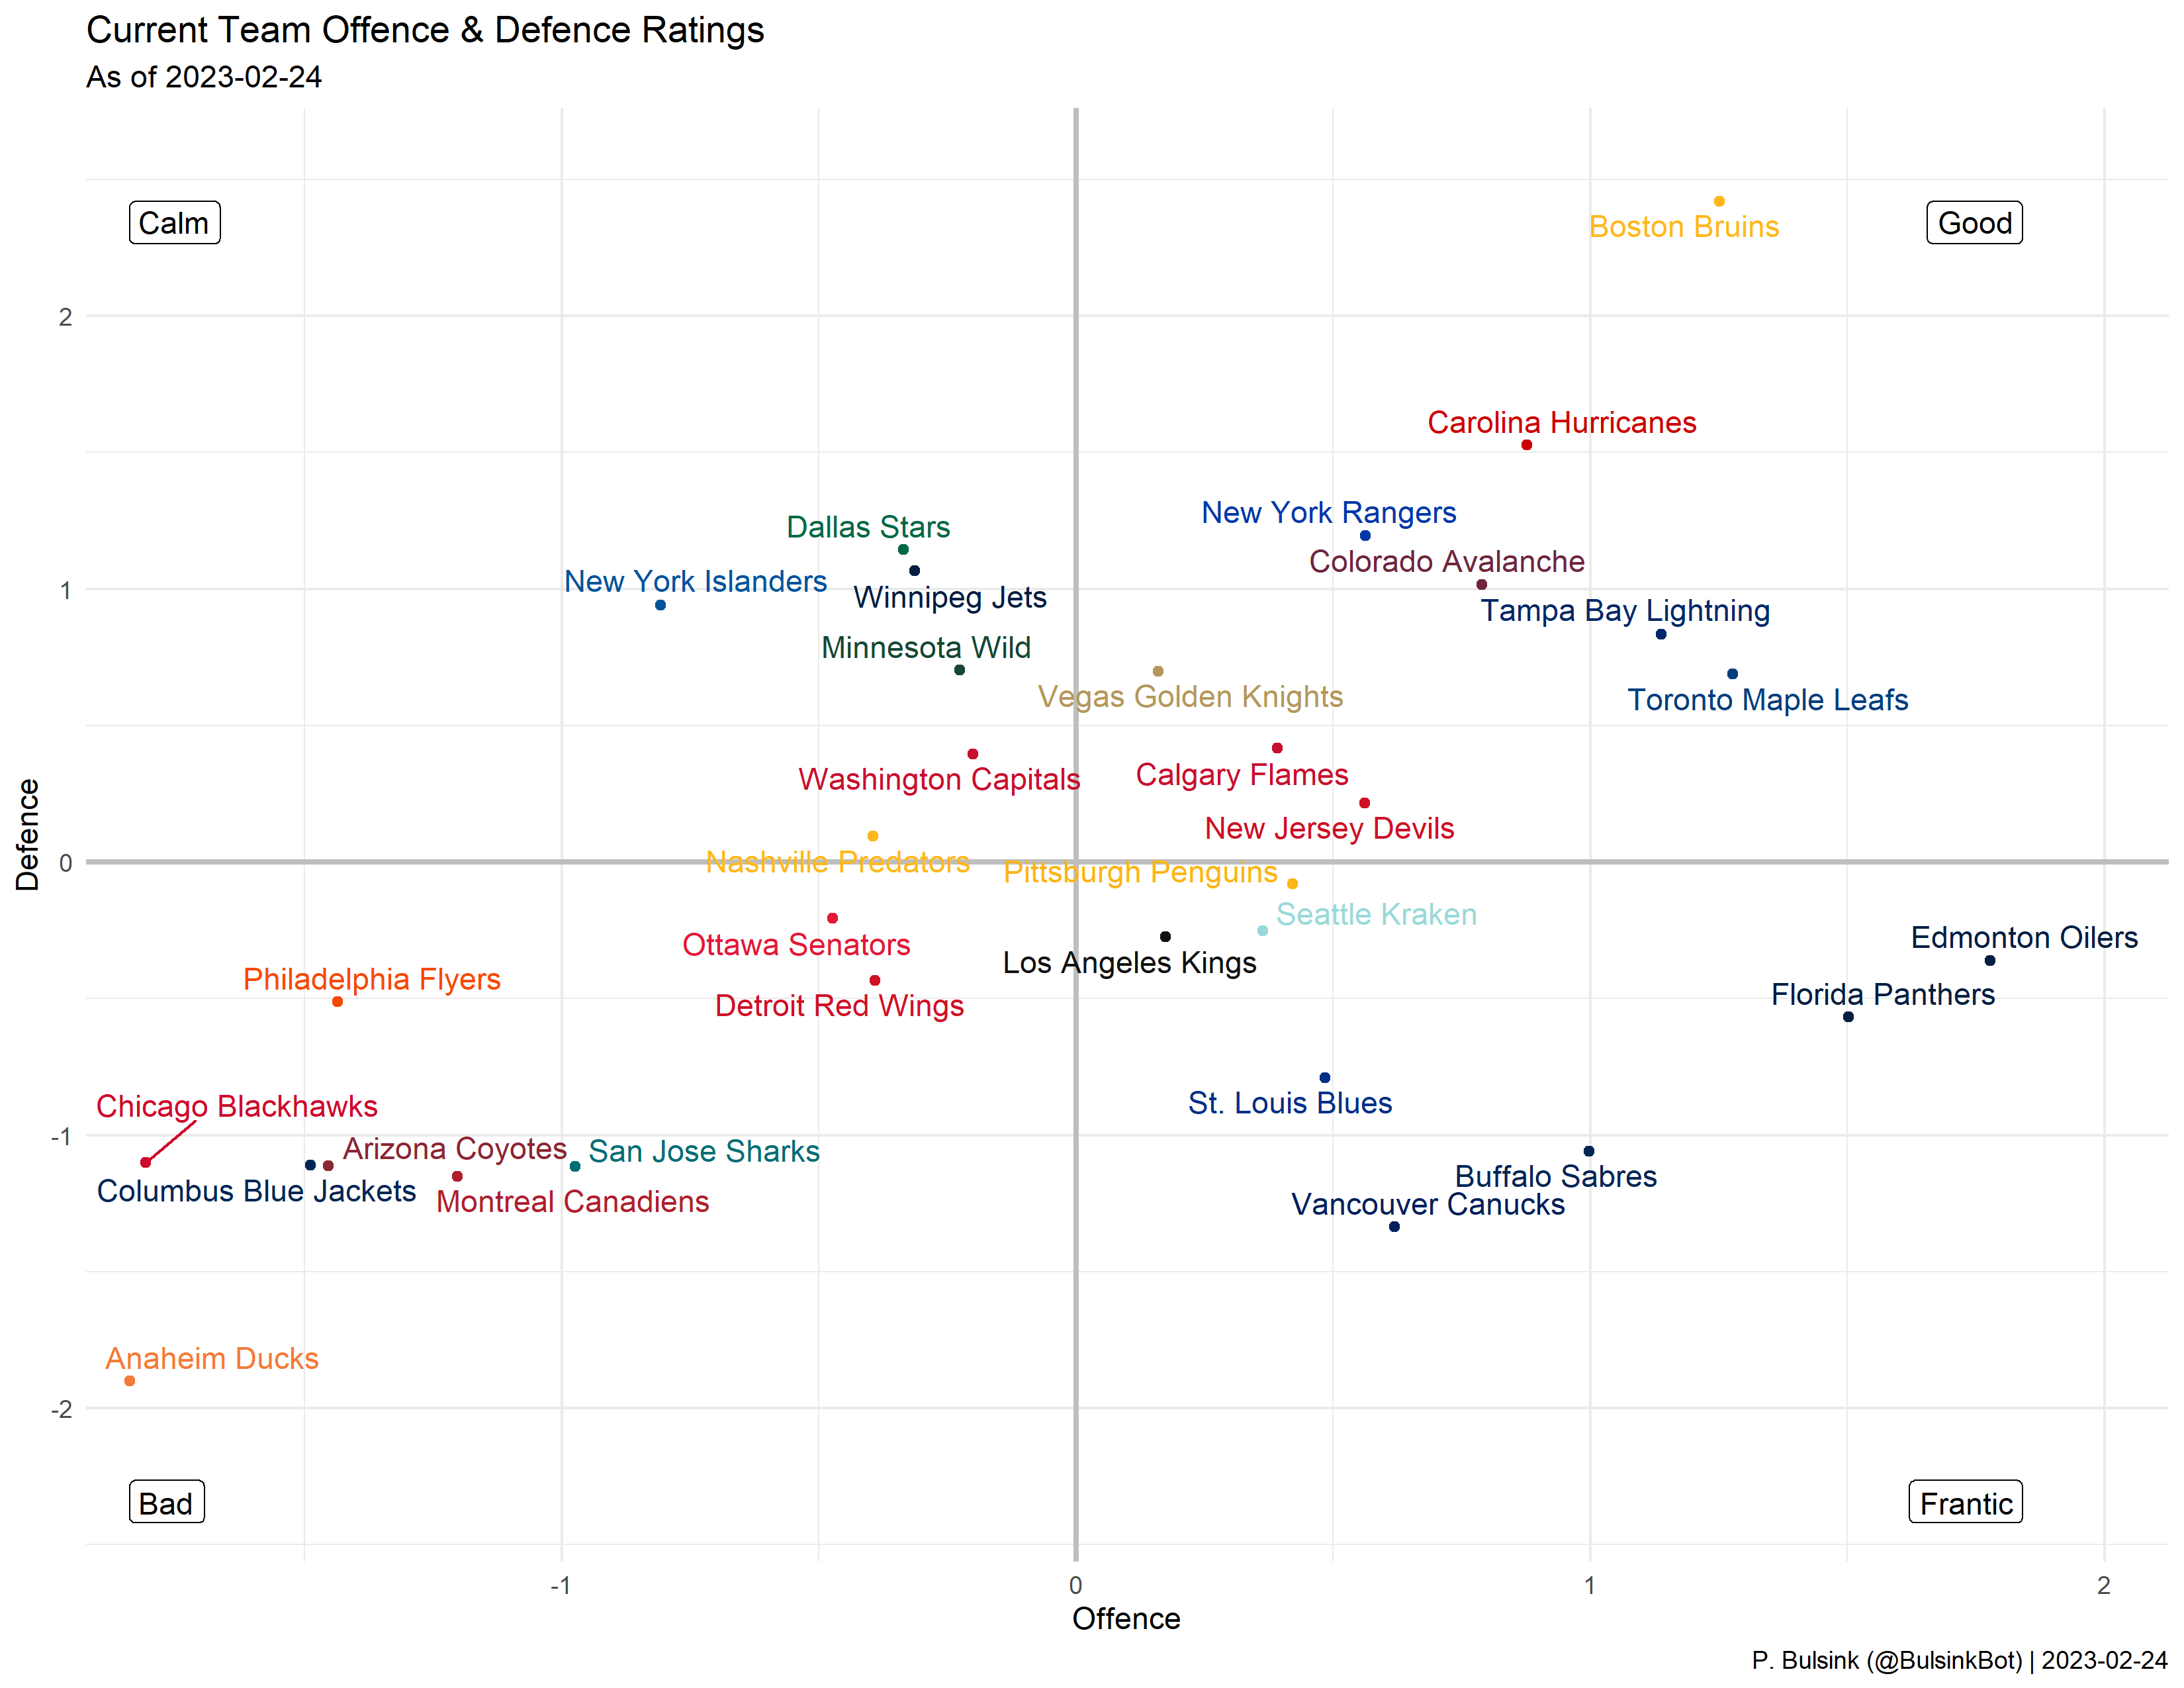 Current Team Offence & Defence Ratings
As of 2023-02-24
Calm
Good
Boston Bruins
2
Carolina Hurricanes
New York Rangers
Dallas Stars
Colorado Avalanche
New York Islanders
1
Winnipeg Jets
Tampa Bay Lightning
Minnesota Wild
Vegas Golden Knights
Toronto Maple Leafs
Washington Capitals
Calgary Flames
New Jersey Devils
Defence
0
Nashville Predators
Pittsburgh Penguins
Seattle Kraken
Ottawa Senators
Edmonton Oilers
Los Angeles Kings
Philadelphia Flyers
Florida Panthers
Detroit Red Wings
Chicago Blackhawks
St. Louis Blues
-1
Arizona Coyotes
San Jose Sharks
Buffalo Sabres
Columbus Blue Jackets
Montreal Canadiens
Vancouver Canucks
Anaheim Ducks
-2
Bad
Frantic
-1
0
1
2
Offence
P. Bulsink (@BulsinkBot) | 2023-02-24